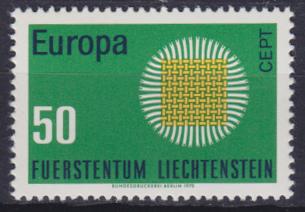 Europa
CEPT
50
FUERSTENTUM LIECHTENSTEIN
BUNDESDRUCKEREI BERLIN 1970